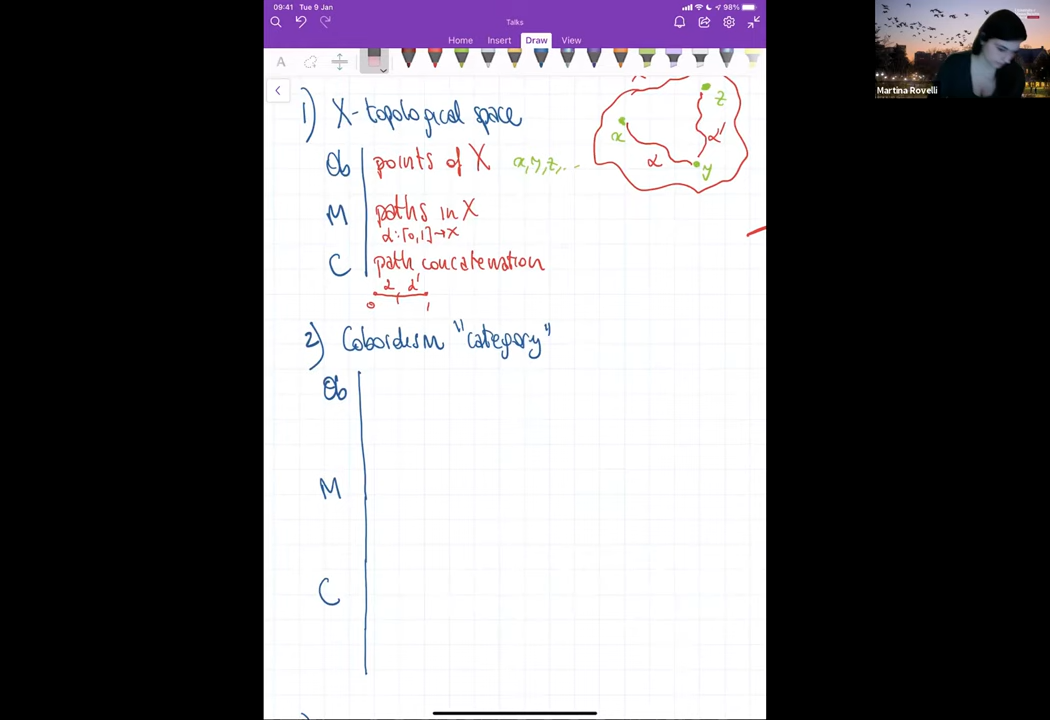 09:41 Tue 9 Jan
98%
Talks
Home Insert Draw View
Martina Rovelli
A
1) X-topological space
Ob points of X x, y, z, ...
M paths in X
α: [0,1] → X
C path concatenation
α α'
0 1
x α y α' z
2) Cobordism "category"
Ob
M
C